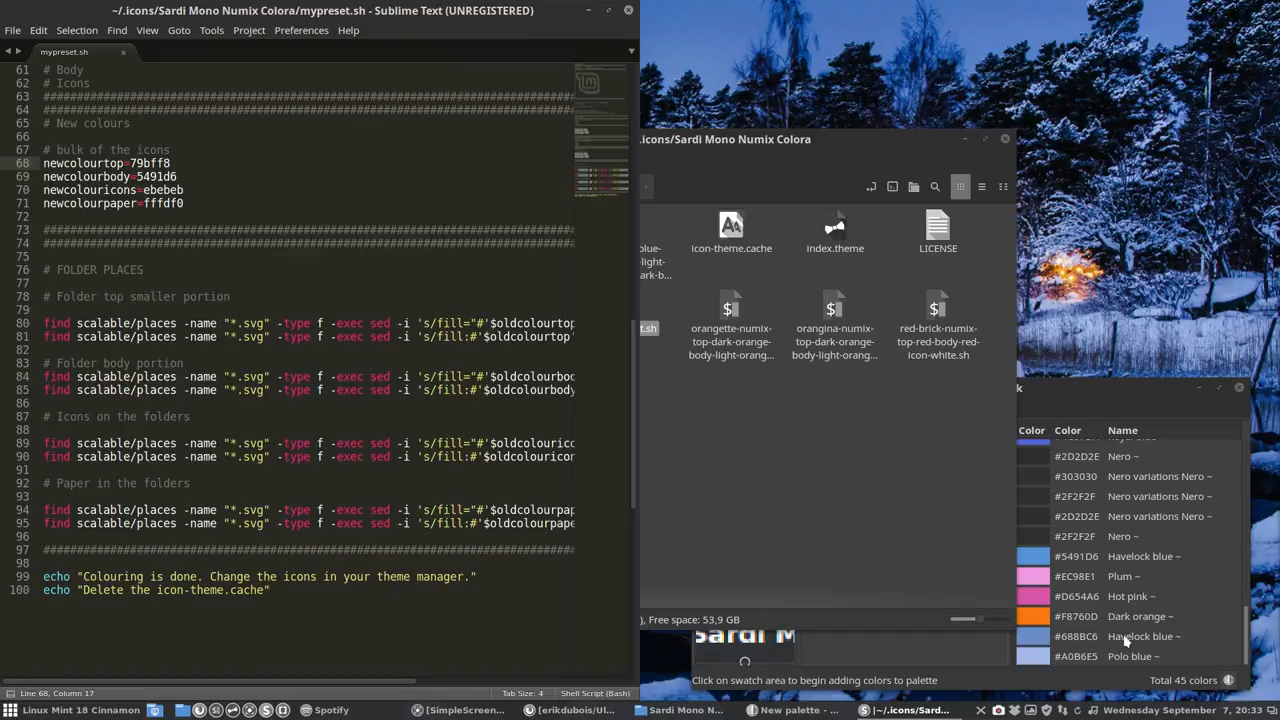 ~/.icons/Sardi Mono Numix Colora/mypreset.sh - Sublime Text (UNREGISTERED)
File Edit Selection Find View Goto Tools Project Preferences Help
mypreset.sh
61 # Body
62 # Icons
63 ################################################################################
64 ################################################################################
65 # New colours
66
67 # bulk of the icons
68 newcolourtop=79bff8
69 newcolourbody=5491d6
70 newcolouricons=ebebeb
71 newcolourpaper=fffdf0
72
73 ################################################################################
74 ################################################################################
75
76 # FOLDER PLACES
77
78 # Folder top smaller portion
79
80 find scalable/places -name "*.svg" -type f -exec sed -i 's/fill="#'$oldcolourtop
81 find scalable/places -name "*.svg" -type f -exec sed -i 's/fill:#'$oldcolourtop'
82
83 # Folder body portion
84 find scalable/places -name "*.svg" -type f -exec sed -i 's/fill="#'$oldcolourbod
85 find scalable/places -name "*.svg" -type f -exec sed -i 's/fill:#'$oldcolourbody
86
87 # Icons on the folders
88
89 find scalable/places -name "*.svg" -type f -exec sed -i 's/fill="#'$oldcolourico
90 find scalable/places -name "*.svg" -type f -exec sed -i 's/fill:#'$oldcolouricon
91
92 # Paper in the folders
93
94 find scalable/places -name "*.svg" -type f -exec sed -i 's/fill="#'$oldcolourpap
95 find scalable/places -name "*.svg" -type f -exec sed -i 's/fill:#'$oldcolourpape
96
97 ################################################################################
98
99 echo "Colouring is done. Change the icons in your theme manager."
100 echo "Delete the icon-theme.cache"
Line 68, Column 17 Tab Size: 4 Shell Script (Bash)
.icons/Sardi Mono Numix Colora
blue-
-light-
dark-b...
icon-theme.cache
index.theme
LICENSE
t.sh
orangette-numix-
top-dark-orange-
body-light-orang...
orangina-numix-
top-dark-orange-
body-light-orang...
red-brick-numix-
top-red-body-red-
icon-white.sh
), Free space: 53,9 GB
k
Color Color Name
#2D2D2E Nero ~
#303030 Nero variations Nero ~
#2F2F2F Nero variations Nero ~
#2D2D2E Nero variations Nero ~
#2F2F2F Nero ~
#5491D6 Havelock blue ~
#EC98E1 Plum ~
#D654A6 Hot pink ~
#F8760D Dark orange ~
#688BC6 Havelock blue ~
#A0B6E5 Polo blue ~
Sardi M
Click on swatch area to begin adding colors to palette
Total 45 colors
Linux Mint 18 Cinnamon
Spotify
[SimpleScreen...
[erikdubois/Ul...
Sardi Mono N...
New palette - ...
|~/.icons/Sard...
Wednesday September 7, 20:33